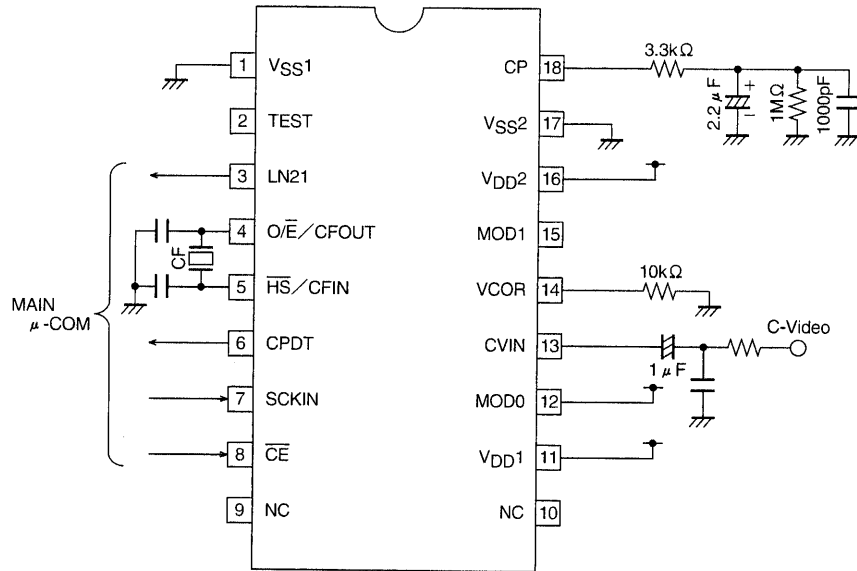 1 VSS1
2 TEST
3 LN21
4 O/E̅/CFOUT
5 H̅S̅/CFIN
6 CPDT
7 SCKIN
8 C̅E̅
9 NC
CF
MAIN
μ-COM
CP 18
VSS2 17
VDD2 16
MOD1 15
VCOR 14
CVIN 13
MOD0 12
VDD1 11
NC 10
3.3kΩ
2.2μF
+
−
1MΩ
1000pF
10kΩ
C-Video
1μF